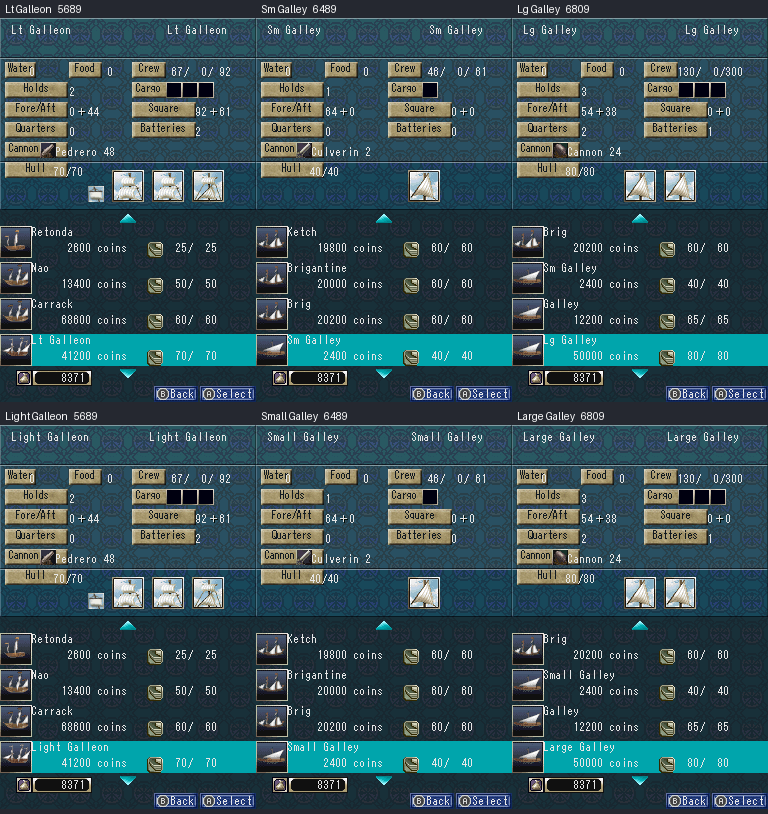 Lt Galleon 5689
Lt Galleon Lt Galleon
Water Food 0 Crew 67/ 0/ 92
Holds 2 Cargo
Fore/Aft 0+44 Square 92+61
Quarters 0 Batteries 2
Cannon Pedrero 48
Hull 70/70
Retonda
2600 coins 25/ 25
Nao
13400 coins 50/ 50
Carrack
68600 coins 60/ 60
Lt Galleon
41200 coins 70/ 70
8371
B Back A Select
Sm Galley 6489
Sm Galley Sm Galley
Water Food 0 Crew 46/ 0/ 61
Holds 1 Cargo
Fore/Aft 64+0 Square 0+0
Quarters 0 Batteries 0
Cannon Culverin 2
Hull 40/40
Ketch
19800 coins 60/ 60
Brigantine
20000 coins 60/ 60
Brig
20200 coins 60/ 60
Sm Galley
2400 coins 40/ 40
8371
B Back A Select
Lg Galley 6809
Lg Galley Lg Galley
Water Food 0 Crew 130/ 0/300
Holds 3 Cargo
Fore/Aft 54+38 Square 0+0
Quarters 2 Batteries 1
Cannon Cannon 24
Hull 80/80
Brig
20200 coins 60/ 60
Sm Galley
2400 coins 40/ 40
Galley
12200 coins 65/ 65
Lg Galley
50000 coins 80/ 80
8371
B Back A Select
Light Galleon 5689
Light Galleon Light Galleon
Water Food 0 Crew 67/ 0/ 92
Holds 2 Cargo
Fore/Aft 0+44 Square 92+61
Quarters 0 Batteries 2
Cannon Pedrero 48
Hull 70/70
Retonda
2600 coins 25/ 25
Nao
13400 coins 50/ 50
Carrack
68600 coins 60/ 60
Light Galleon
41200 coins 70/ 70
8371
B Back A Select
Small Galley 6489
Small Galley Small Galley
Water Food 0 Crew 46/ 0/ 61
Holds 1 Cargo
Fore/Aft 64+0 Square 0+0
Quarters 0 Batteries 0
Cannon Culverin 2
Hull 40/40
Ketch
19800 coins 60/ 60
Brigantine
20000 coins 60/ 60
Brig
20200 coins 60/ 60
Small Galley
2400 coins 40/ 40
8371
B Back A Select
Large Galley 6809
Large Galley Large Galley
Water Food 0 Crew 130/ 0/300
Holds 3 Cargo
Fore/Aft 54+38 Square 0+0
Quarters 2 Batteries 1
Cannon Cannon 24
Hull 80/80
Brig
20200 coins 60/ 60
Small Galley
2400 coins 40/ 40
Galley
12200 coins 65/ 65
Large Galley
50000 coins 80/ 80
8371
B Back A Select